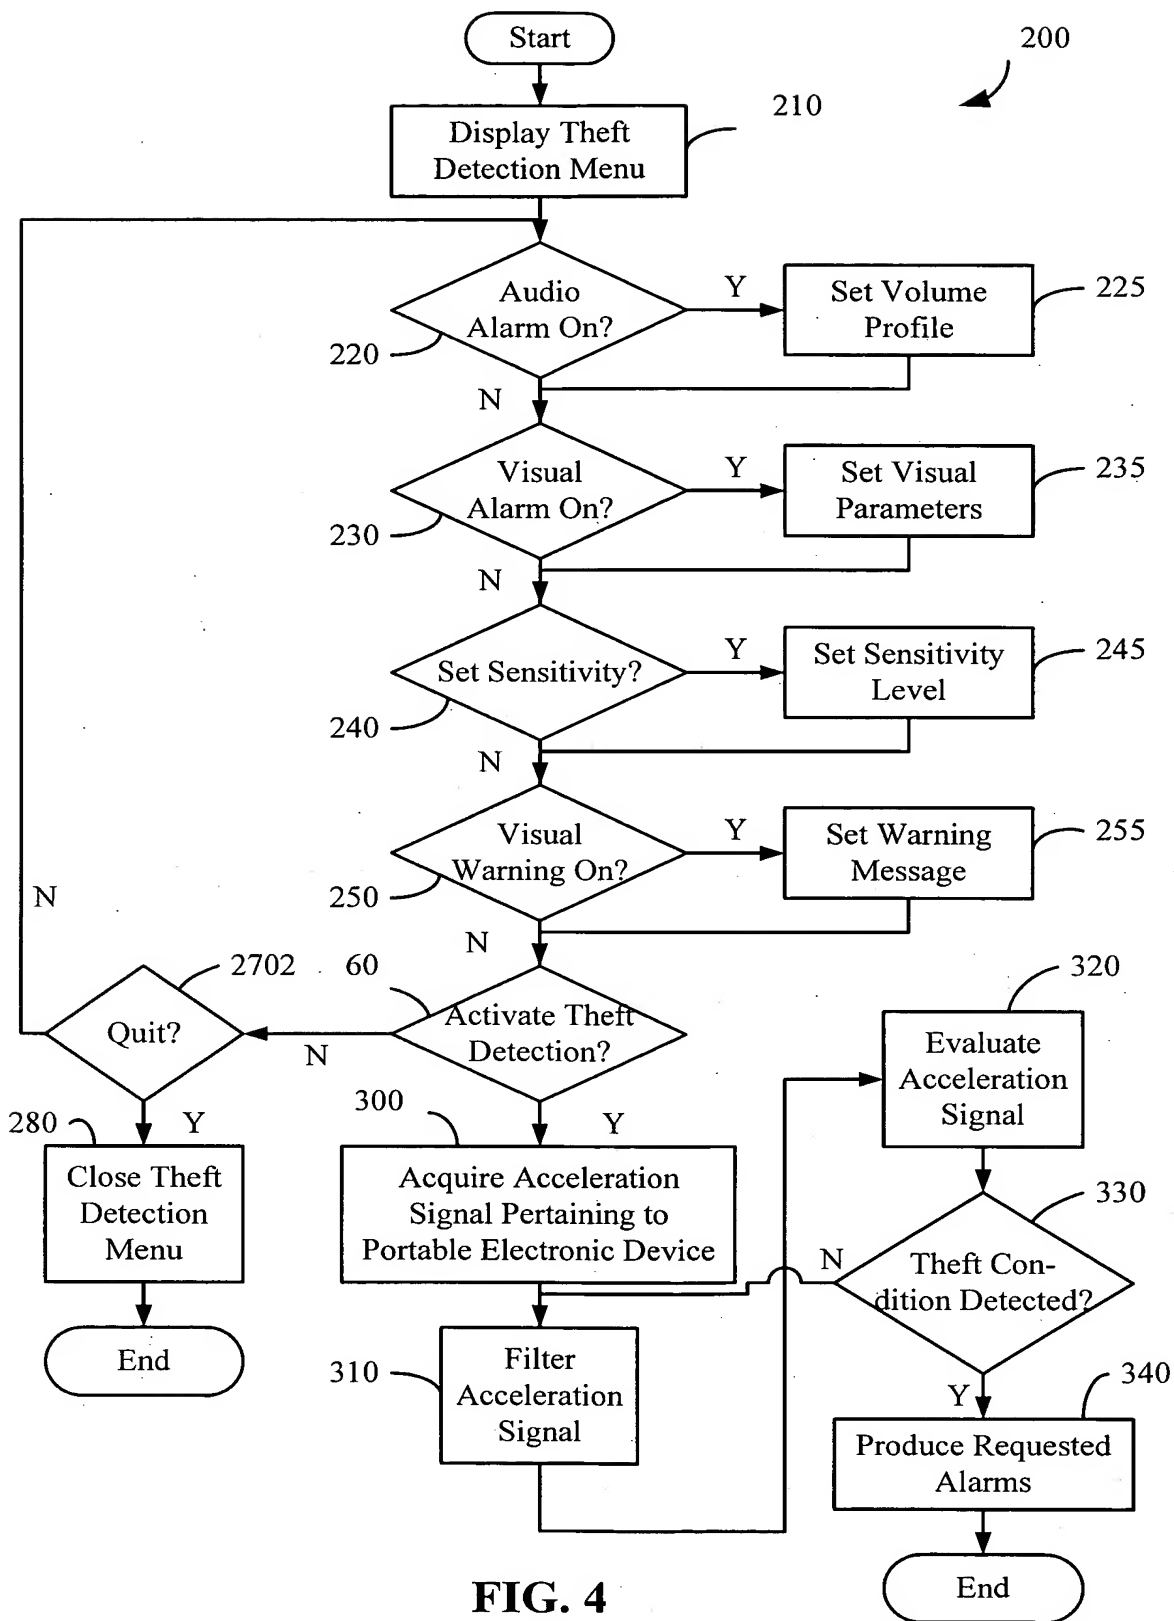 Start
200
210
Display Theft
Detection Menu
Audio
Alarm On?
220
Y
Set Volume
Profile
225
N
Visual
Alarm On?
230
Y
Set Visual
Parameters
235
N
Set Sensitivity?
240
Y
Set Sensitivity
Level
245
N
Visual
Warning On?
250
Y
Set Warning
Message
255
N
N
2702
60
Quit?
Activate Theft
Detection?
N
320
Evaluate
Acceleration
Signal
280
Y
Close Theft
Detection
Menu
300
Y
Acquire Acceleration
Signal Pertaining to
Portable Electronic Device
330
N
Theft Con-
dition Detected?
End
310
Filter
Acceleration
Signal
Y
340
Produce Requested
Alarms
End
FIG. 4